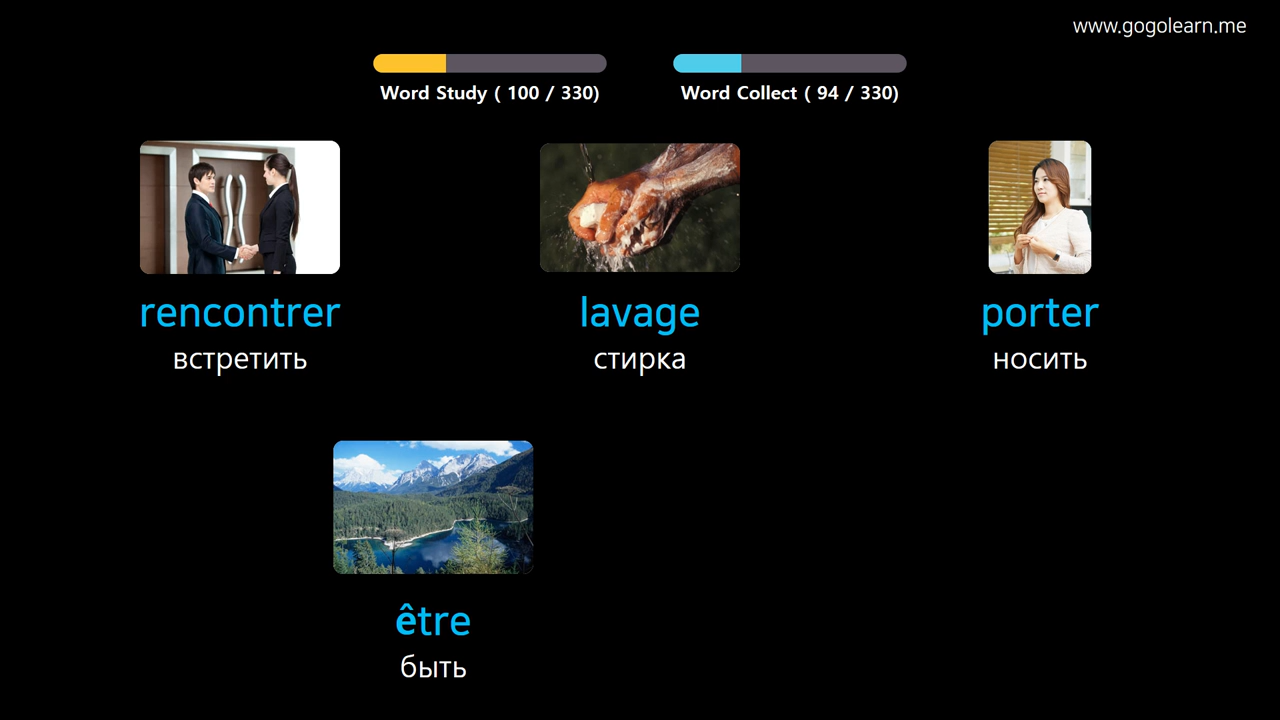 www.gogolearn.me
Word Study ( 100 / 330)
Word Collect ( 94 / 330)
rencontrer
встретить
lavage
стирка
porter
носить
être
быть